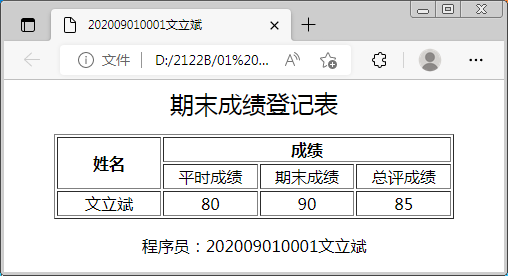 202009010001文立斌
文件 D:/2122B/01%20...
期末成绩登记表
姓名 成绩
平时成绩 期末成绩 总评成绩
文立斌 80 90 85
程序员：202009010001文立斌